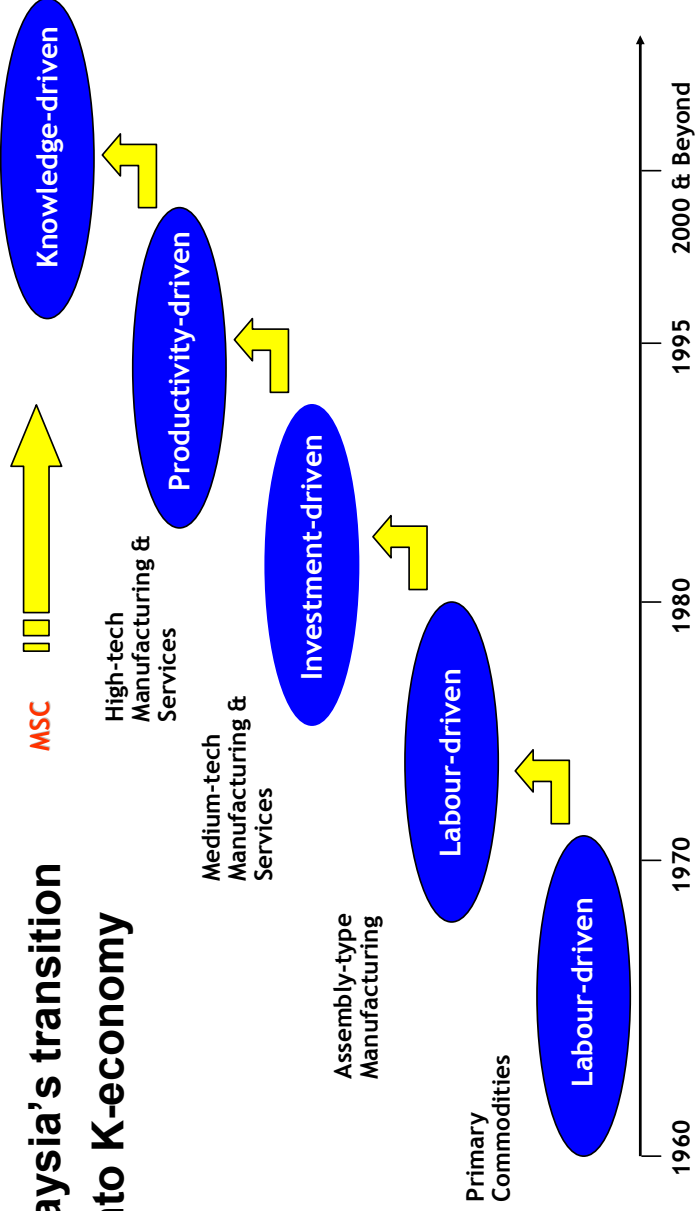 aysia's transition
nto K-economy
MSC
Knowledge-driven
High-tech
Manufacturing &
Services
Productivity-driven
Medium-tech
Manufacturing &
Services
Investment-driven
Assembly-type
Manufacturing
Labour-driven
Primary
Commodities
Labour-driven
1960 1970 1980 1995 2000 & Beyond